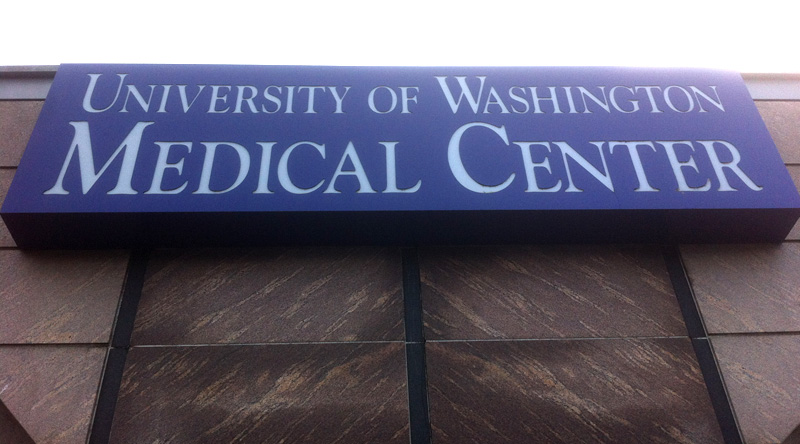 UNIVERSITY OF WASHINGTON
MEDICAL CENTER